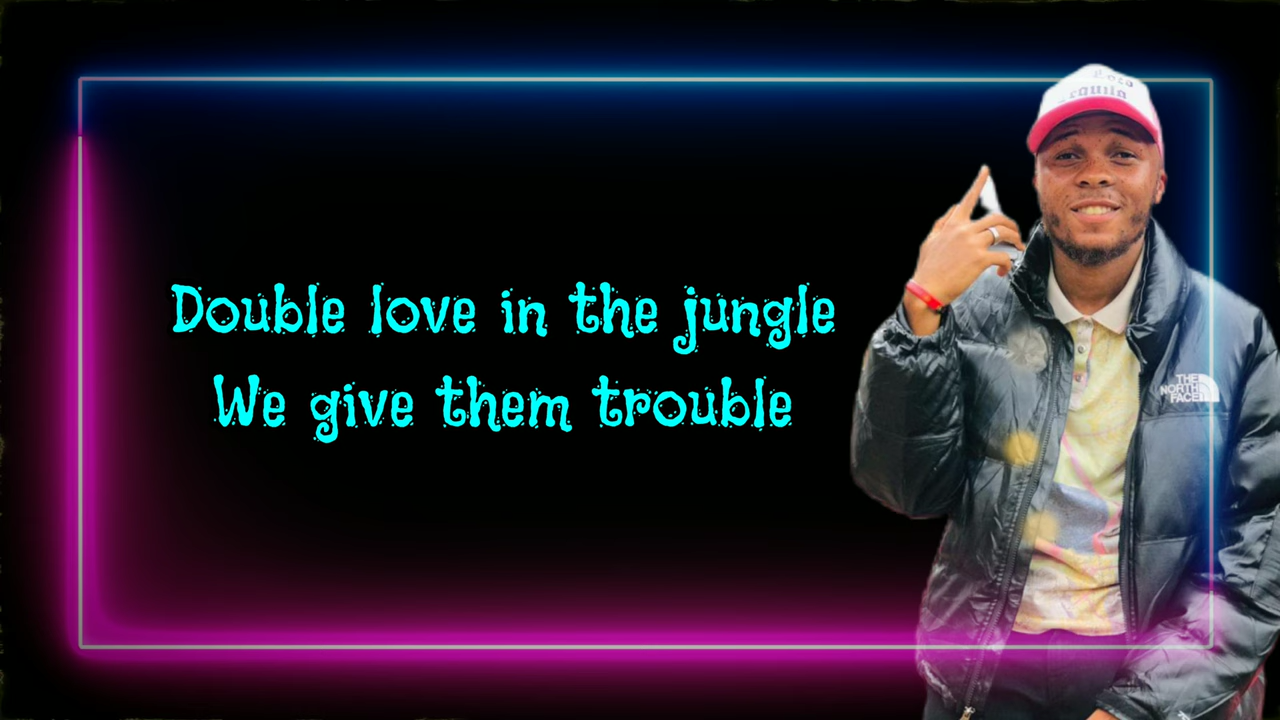 Double love in the jungle
We give them trouble
THE
NORTH
FACE